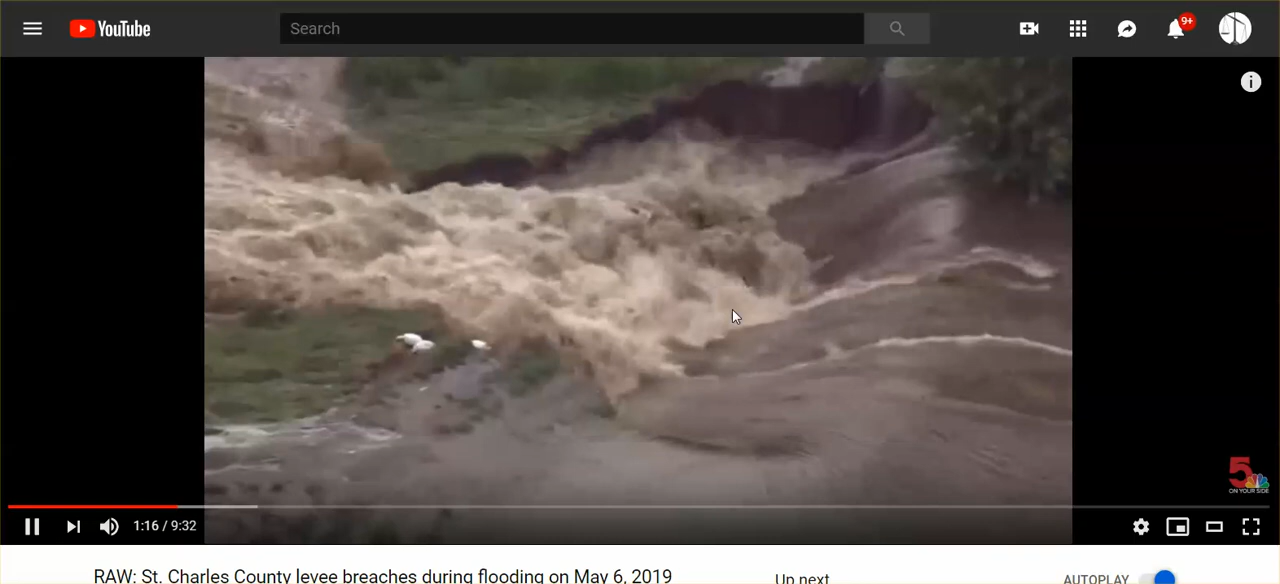 YouTube
Search
9+
i
5
ON YOUR SIDE
1:16 / 9:32
RAW: St. Charles County levee breaches during flooding on May 6, 2019
Up next
AUTOPLAY